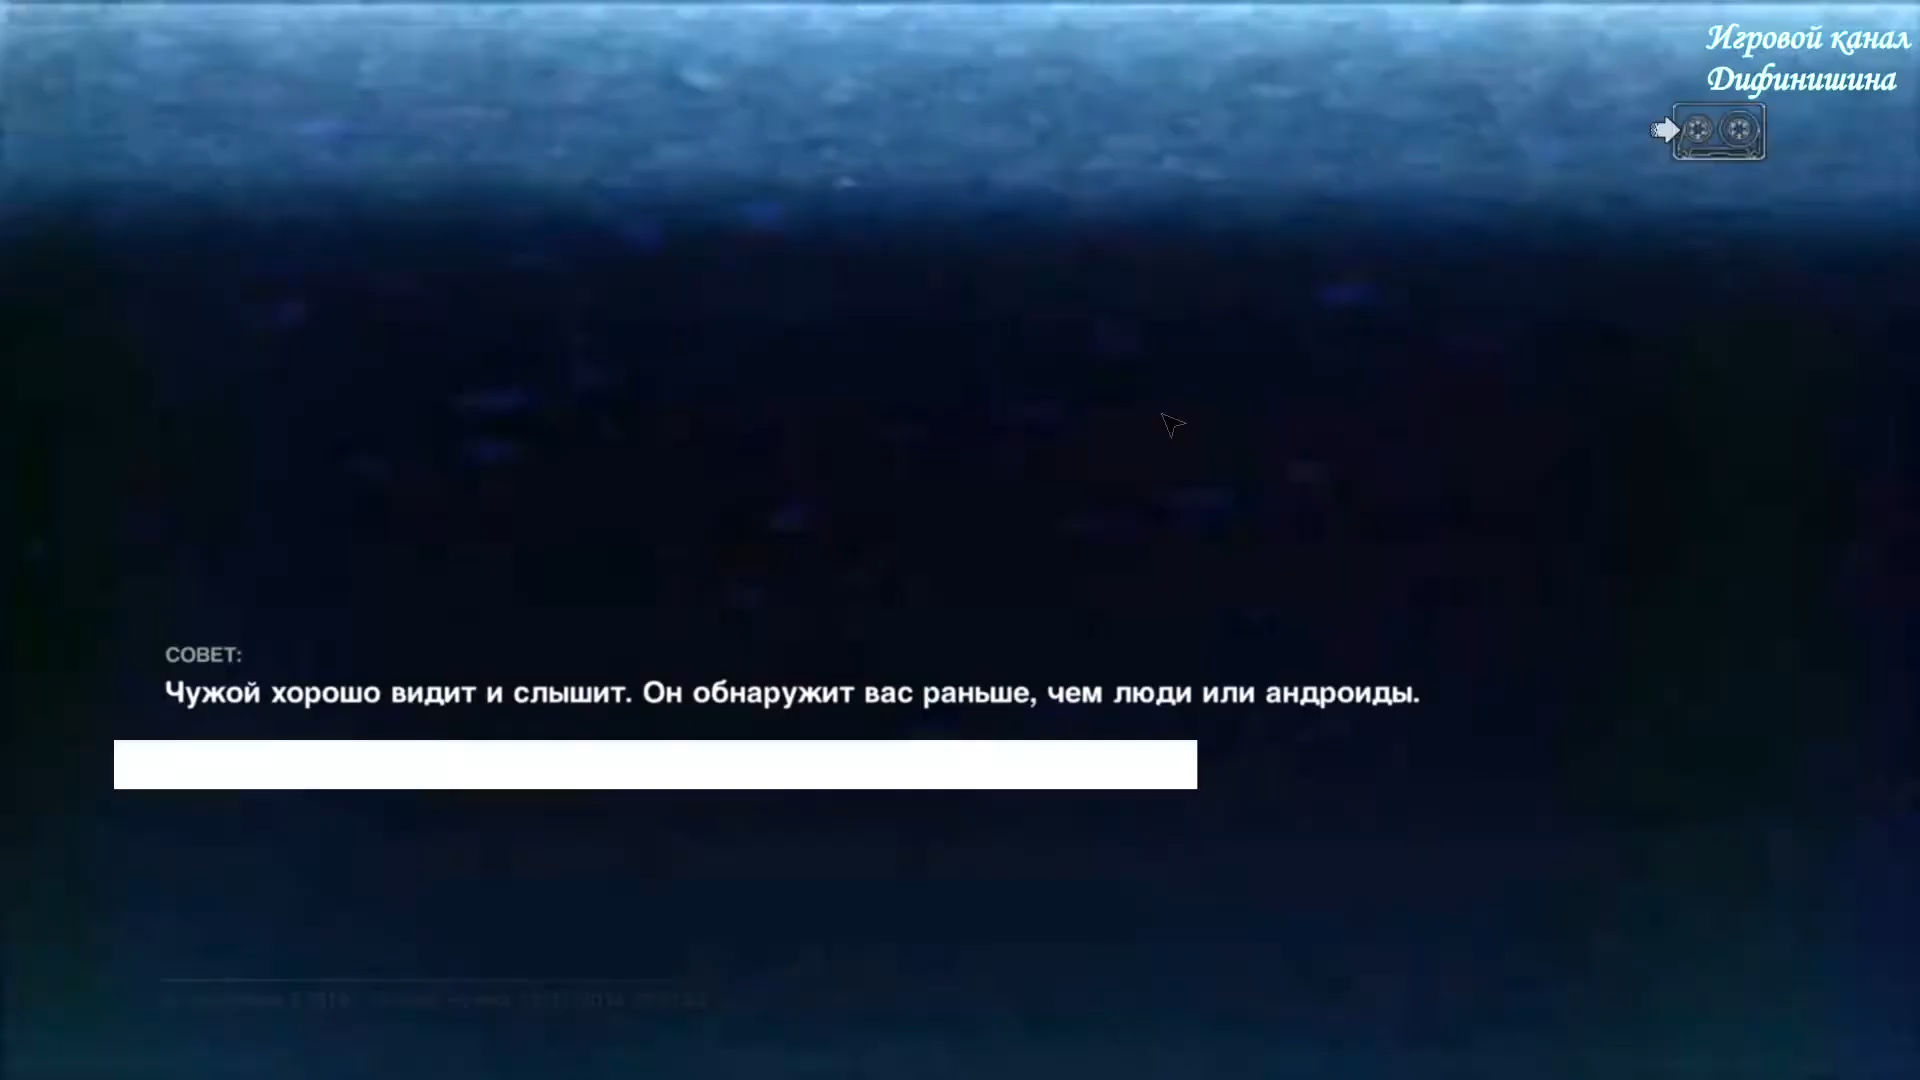 Игровой канал
Дифинишина
СОВЕТ:
Чужой хорошо видит и слышит. Он обнаружит вас раньше, чем люди или андроиды.